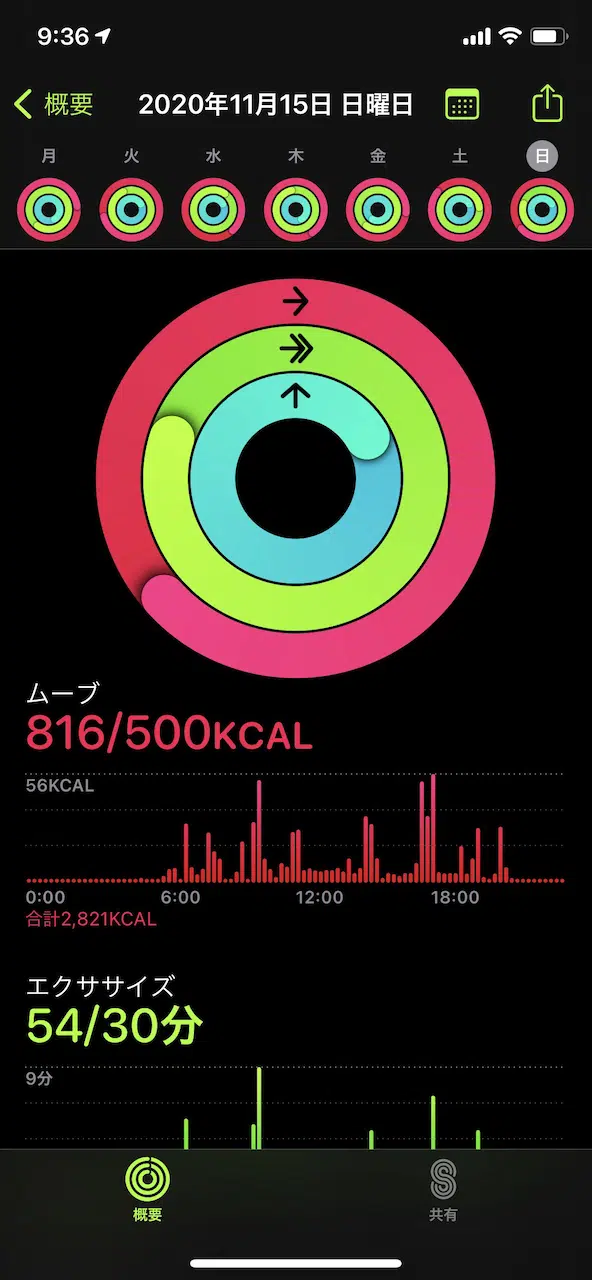 9:36
概要
2020年11月15日 日曜日
月 火 水 木 金 土 日
ムーブ
816/500KCAL
56KCAL
0:00 6:00 12:00 18:00
合計2,821KCAL
エクササイズ
54/30分
9分
概要 共有